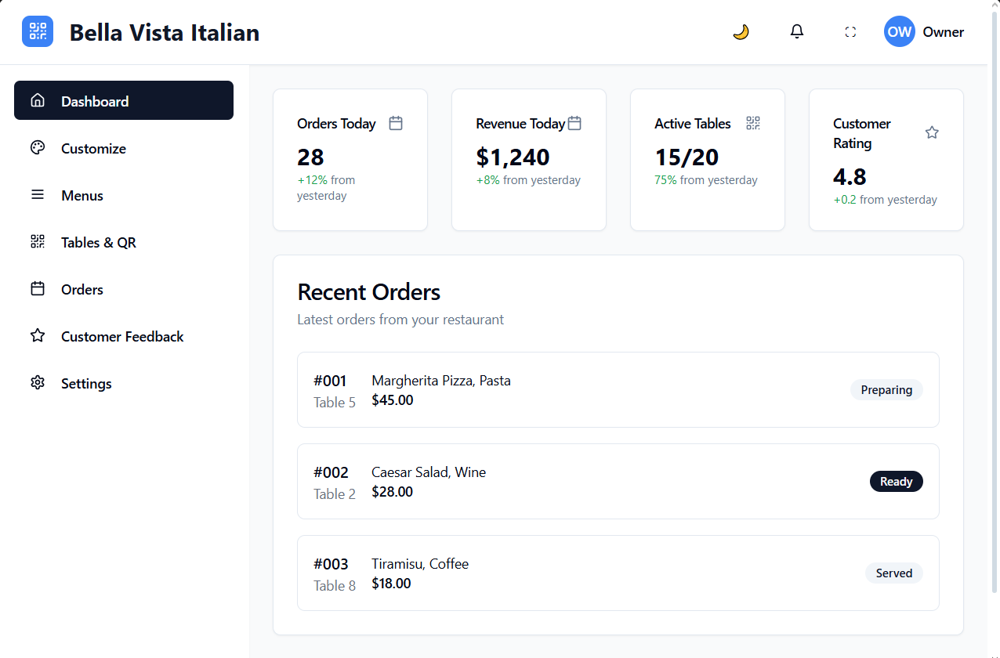 Bella Vista Italian
OW Owner
Dashboard
Customize
Menus
Tables & QR
Orders
Customer Feedback
Settings
Orders Today
28
+12% from
yesterday
Revenue Today
$1,240
+8% from yesterday
Active Tables
15/20
75% from yesterday
Customer
Rating
4.8
+0.2 from yesterday
Recent Orders
Latest orders from your restaurant
#001 Margherita Pizza, Pasta
Table 5 $45.00
Preparing
#002 Caesar Salad, Wine
Table 2 $28.00
Ready
#003 Tiramisu, Coffee
Table 8 $18.00
Served